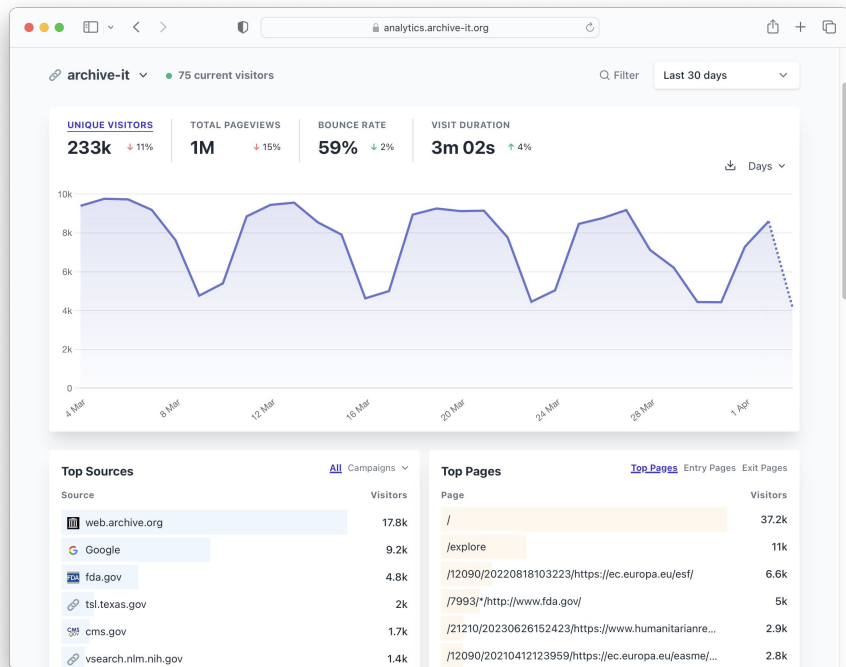 analytics.archive-it.org
archive-it
75 current visitors
Filter
Last 30 days
UNIQUE VISITORS
233k ↓ 11%
TOTAL PAGEVIEWS
1M ↓ 15%
BOUNCE RATE
59% ↓ 2%
VISIT DURATION
3m 02s ↑ 4%
Days
10k
8k
6k
4k
2k
0
4 Mar
8 Mar
12 Mar
16 Mar
20 Mar
24 Mar
28 Mar
1 Apr
Top Sources
All Campaigns
Source Visitors
web.archive.org 17.8k
Google 9.2k
FDA fda.gov 4.8k
tsl.texas.gov 2k
CMS.gov cms.gov 1.7k
vsearch.nlm.nih.gov 1.4k
Top Pages
Top Pages Entry Pages Exit Pages
Page Visitors
/ 37.2k
/explore 11k
/12090/20220818103223/https://ec.europa.eu/esf/ 6.6k
/7993/*/http://www.fda.gov/ 5k
/21210/20230626152423/https://www.humanitarianre... 2.9k
/12090/20210412123959/https://ec.europa.eu/easme/... 2.8k